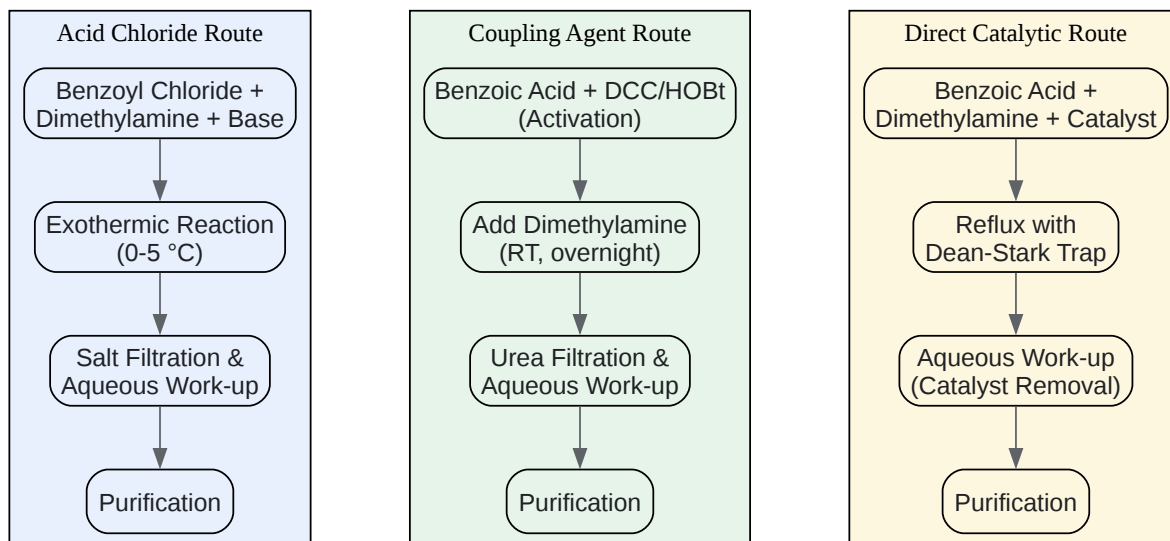 Acid Chloride Route
Benzoyl Chloride +
Dimethylamine + Base
Exothermic Reaction
(0-5 °C)
Salt Filtration &
Aqueous Work-up
Purification
Coupling Agent Route
Benzoic Acid + DCC/HOBt
(Activation)
Add Dimethylamine
(RT, overnight)
Urea Filtration &
Aqueous Work-up
Purification
Direct Catalytic Route
Benzoic Acid +
Dimethylamine + Catalyst
Reflux with
Dean-Stark Trap
Aqueous Work-up
(Catalyst Removal)
Purification